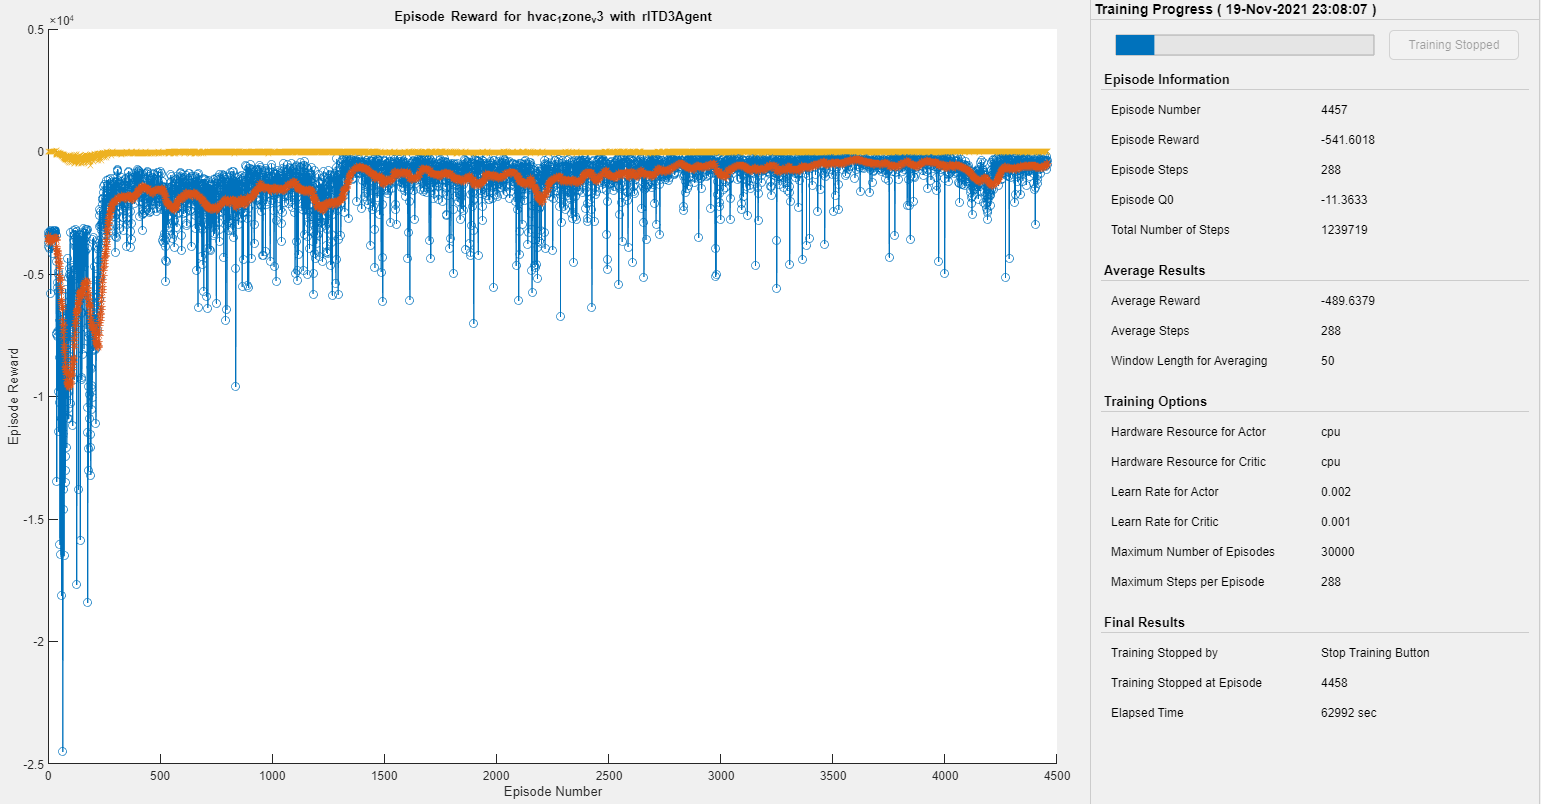 Episode Reward for hvac₁zoneᵥ3 with rlTD3Agent
×10⁴
0.5
0
-0.5
-1
-1.5
-2
-2.5
0 500 1000 1500 2000 2500 3000 3500 4000 4500
Episode Number
Episode Reward
Training Progress ( 19-Nov-2021 23:08:07 )
Training Stopped
Episode Information
Episode Number 4457
Episode Reward -541.6018
Episode Steps 288
Episode Q0 -11.3633
Total Number of Steps 1239719
Average Results
Average Reward -489.6379
Average Steps 288
Window Length for Averaging 50
Training Options
Hardware Resource for Actor cpu
Hardware Resource for Critic cpu
Learn Rate for Actor 0.002
Learn Rate for Critic 0.001
Maximum Number of Episodes 30000
Maximum Steps per Episode 288
Final Results
Training Stopped by Stop Training Button
Training Stopped at Episode 4458
Elapsed Time 62992 sec